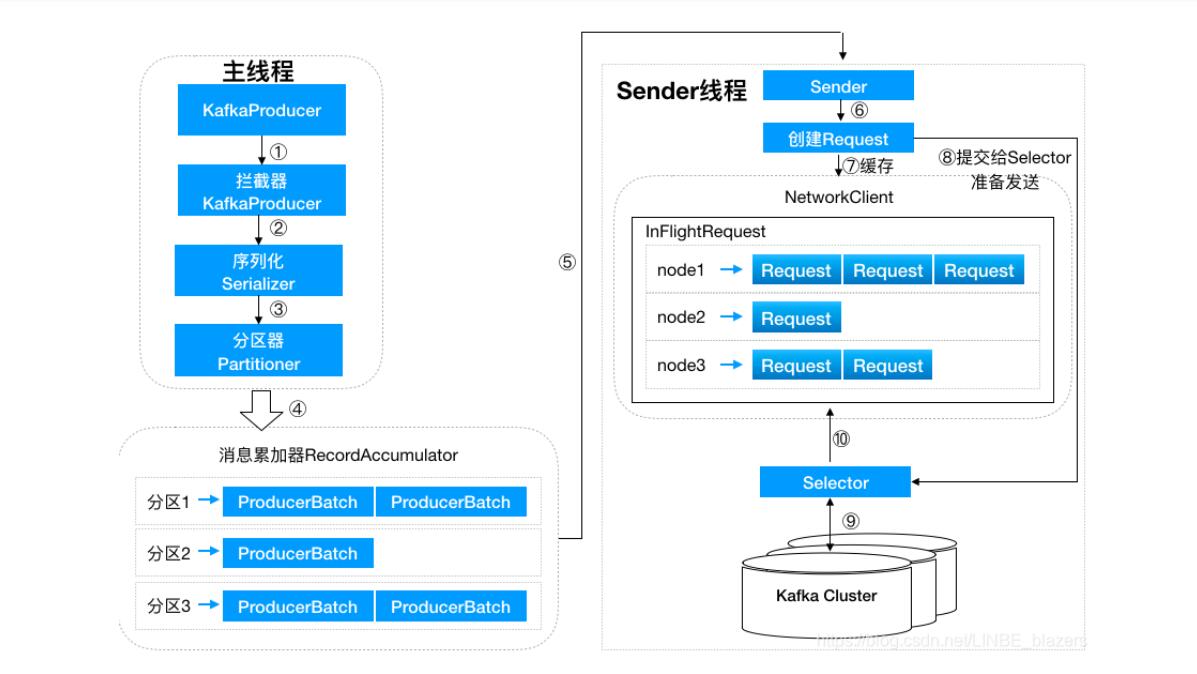 主线程
KafkaProducer
①
拦截器
KafkaProducer
②
序列化
Serializer
③
分区器
Partitioner
④
消息累加器RecordAccumulator
分区1 ProducerBatch ProducerBatch
分区2 ProducerBatch
分区3 ProducerBatch ProducerBatch
⑤
Sender线程
Sender
⑥
创建Request
⑦缓存
⑧提交给Selector
准备发送
NetworkClient
InFlightRequest
node1 Request Request Request
node2 Request
node3 Request Request
⑩
Selector
⑨
Kafka Cluster
https://blog.csdn.net/LINBE_blazers